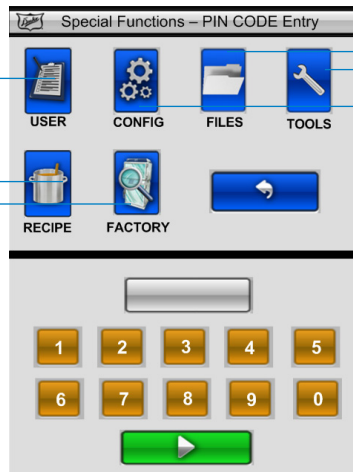 Special Functions – PIN CODE Entry
USER CONFIG FILES TOOLS
RECIPE FACTORY
1 2 3 4 5
6 7 8 9 0